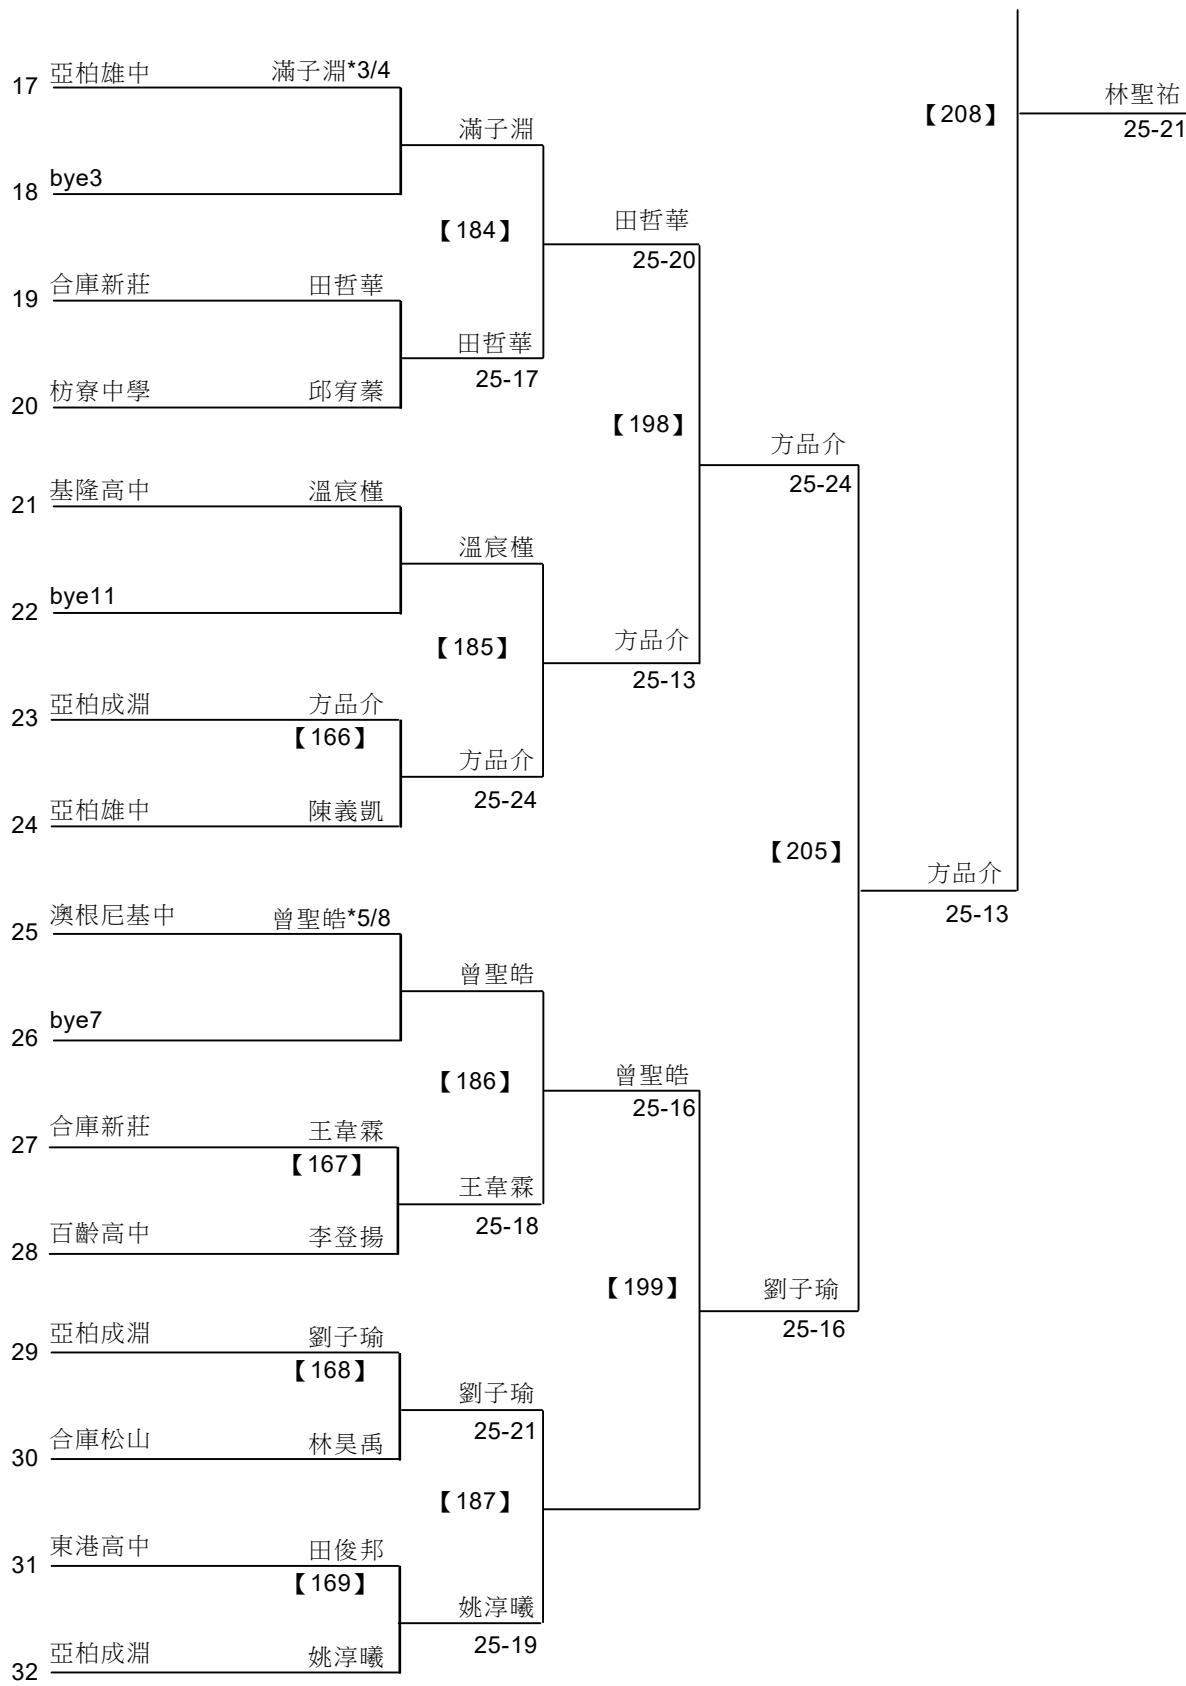 17 亞柏雄中 滿子淵*3/4
滿子淵
18 bye3
【208】 林聖祐
25-21
【184】 田哲華
25-20
19 合庫新莊 田哲華
田哲華
25-17
20 枋寮中學 邱宥蓁
【198】 方品介
25-24
21 基隆高中 溫宸槿
溫宸槿
22 bye11
【185】 方品介
25-13
23 亞柏成淵 方品介
【166】
方品介
25-24
24 亞柏雄中 陳義凱
【205】 方品介
25-13
25 澳根尼基中 曾聖皓*5/8
曾聖皓
26 bye7
【186】 曾聖皓
25-16
27 合庫新莊 王韋霖
【167】
王韋霖
25-18
28 百齡高中 李登揚
【199】 劉子瑜
25-16
29 亞柏成淵 劉子瑜
【168】
劉子瑜
25-21
30 合庫松山 林昊禹
【187】
31 東港高中 田俊邦
【169】
姚淳曦
25-19
32 亞柏成淵 姚淳曦